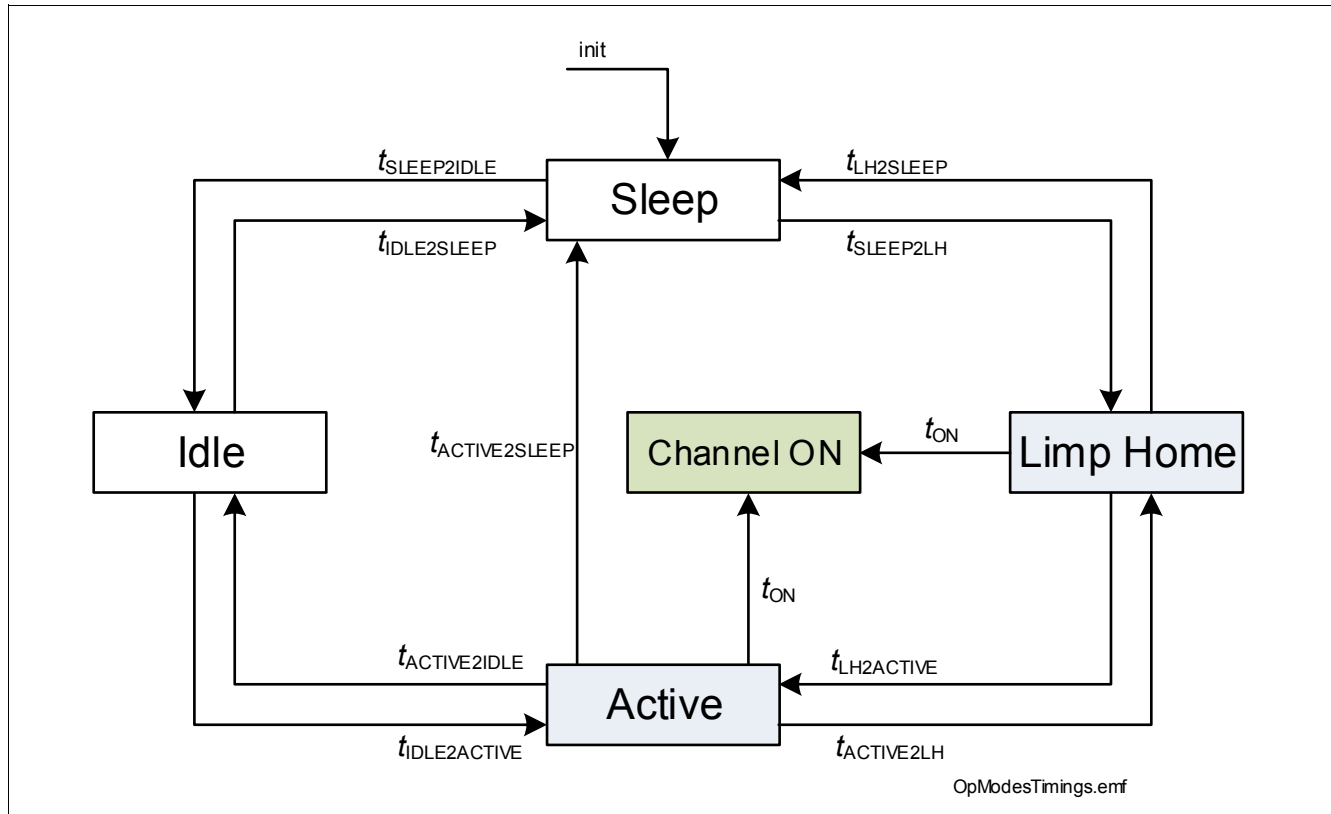 init
tSLEEP2IDLE
tLH2SLEEP
Sleep
tIDLE2SLEEP
tSLEEP2LH
Idle
tACTIVE2SLEEP
Channel ON
tON
Limp Home
tON
tACTIVE2IDLE
tLH2ACTIVE
Active
tIDLE2ACTIVE
tACTIVE2LH
OpModesTimings.emf